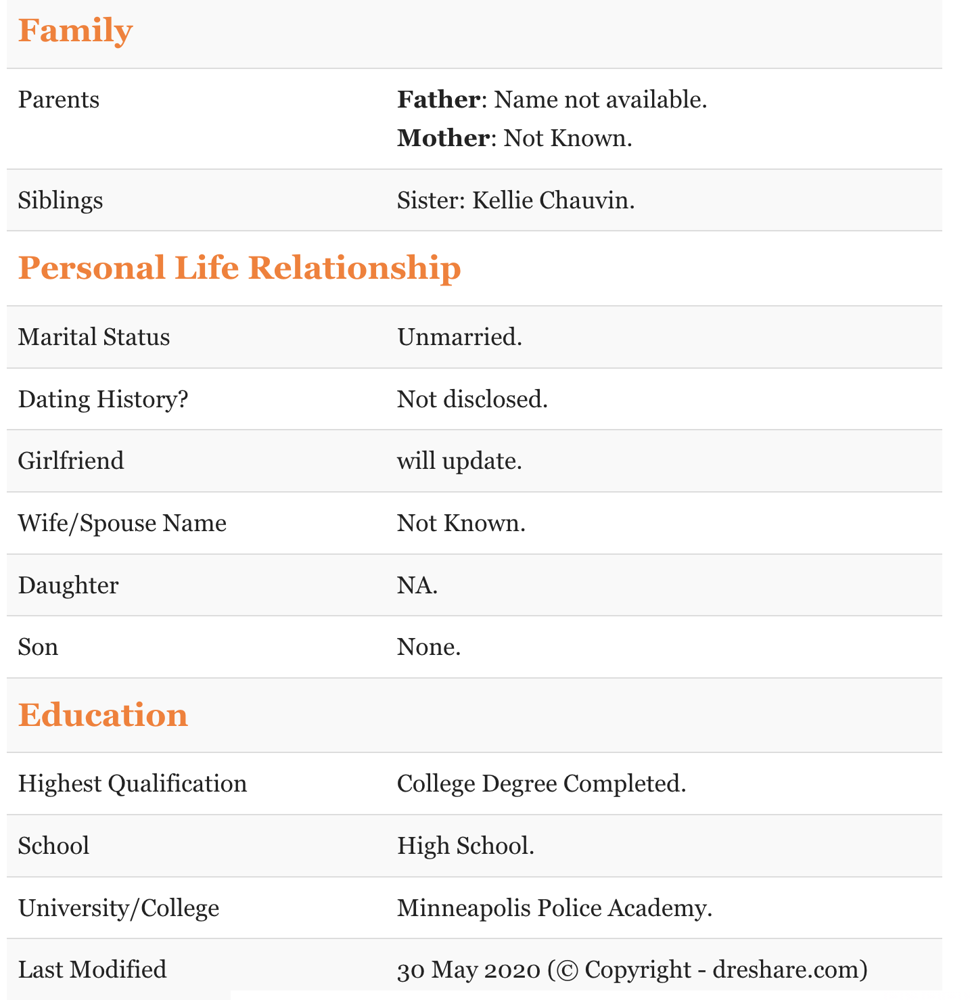 Family
Parents
Father: Name not available.
Mother: Not Known.
Siblings
Sister: Kellie Chauvin.
Personal Life Relationship
Marital Status
Unmarried.
Dating History?
Not disclosed.
Girlfriend
will update.
Wife/Spouse Name
Not Known.
Daughter
NA.
Son
None.
Education
Highest Qualification
College Degree Completed.
School
High School.
University/College
Minneapolis Police Academy.
Last Modified
30 May 2020 (© Copyright - dreshare.com)